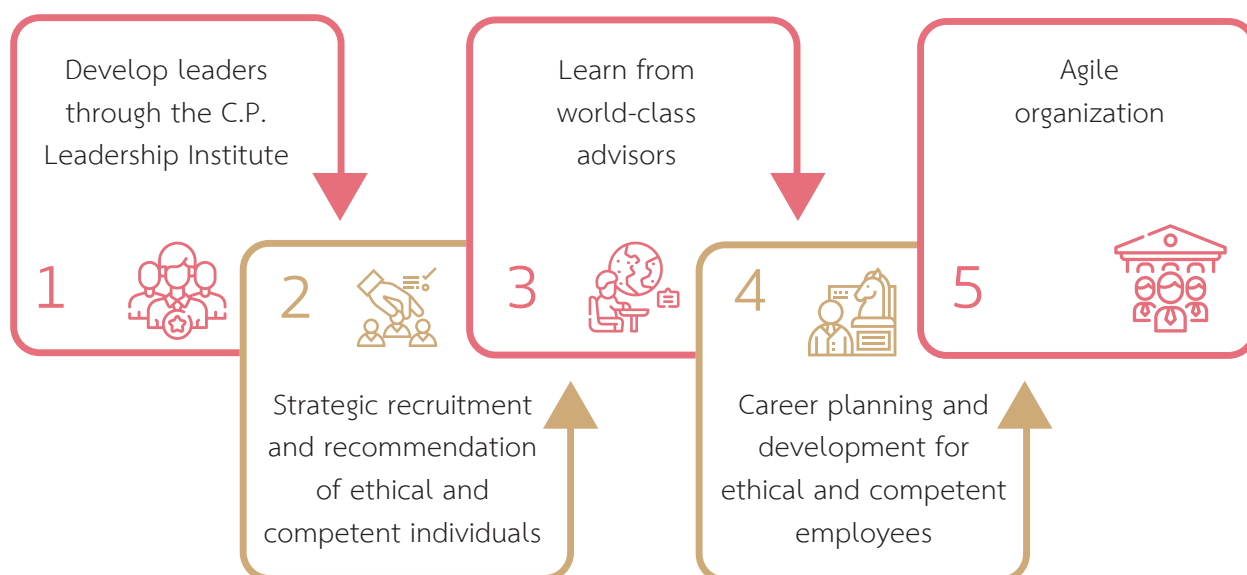 Develop leaders
through the C.P.
Leadership Institute
1
2
Strategic recruitment
and recommendation
of ethical and
competent individuals
Learn from
world-class
advisors
3
4
Career planning and
development for
ethical and competent
employees
Agile
organization
5